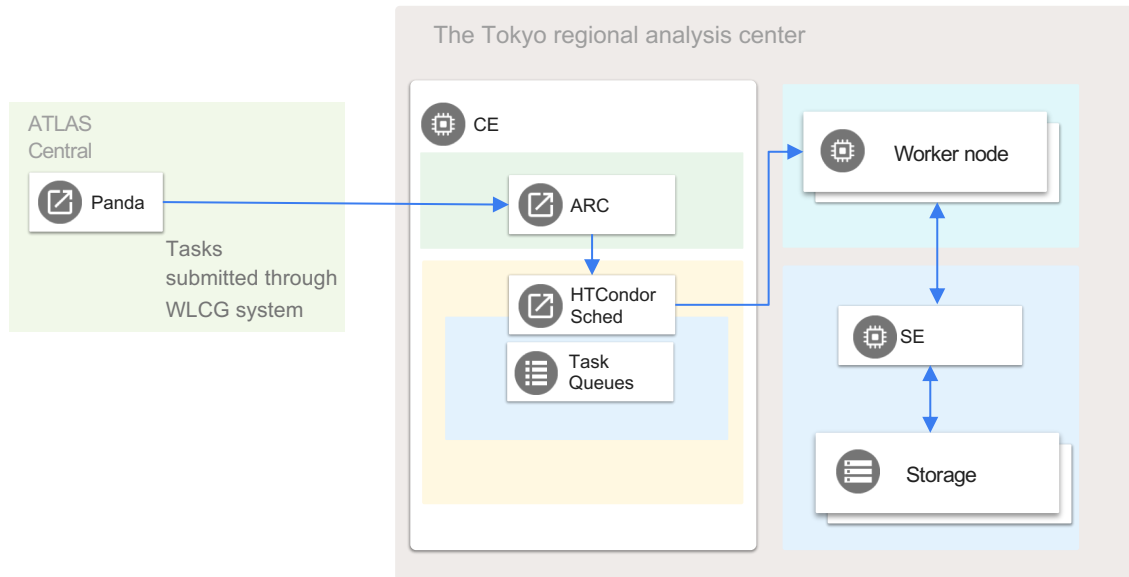 The Tokyo regional analysis center
ATLAS
Central
Panda
Tasks
submitted through
WLCG system
CE
ARC
HTCondor
Sched
Task
Queues
Worker node
SE
Storage